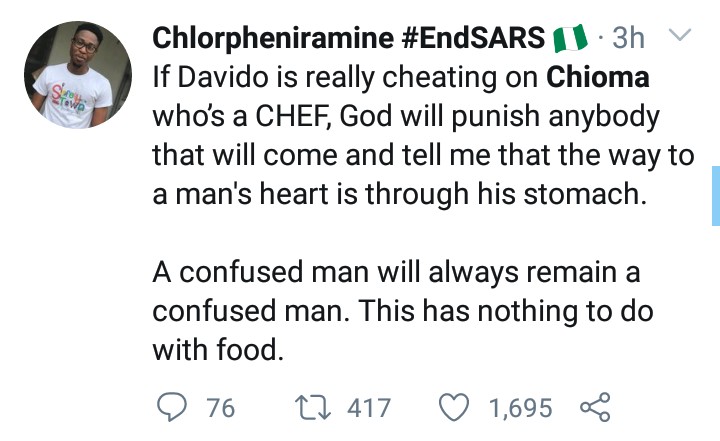 Chlorpheniramine #EndSARS 🇳🇬 · 3h
If Davido is really cheating on Chioma
who's a CHEF, God will punish anybody
that will come and tell me that the way to
a man's heart is through his stomach.
A confused man will always remain a
confused man. This has nothing to do
with food.
76 417 1,695